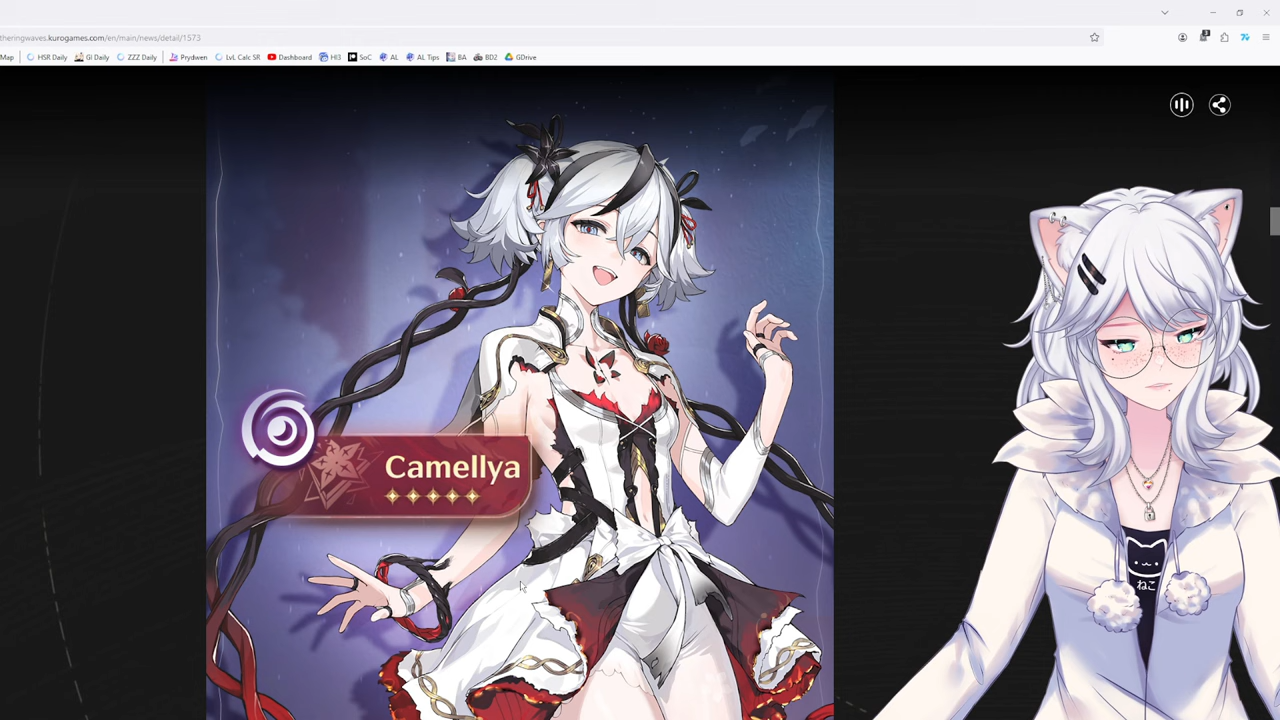 theringwaves.kurogames.com/en/main/news/detail/1573
Map HSR Daily GI Daily ZZZ Daily Prydwen LvL Calc SR Dashboard HI3 SoC AL AL Tips BA BD2 GDrive
Camellya
ねこ